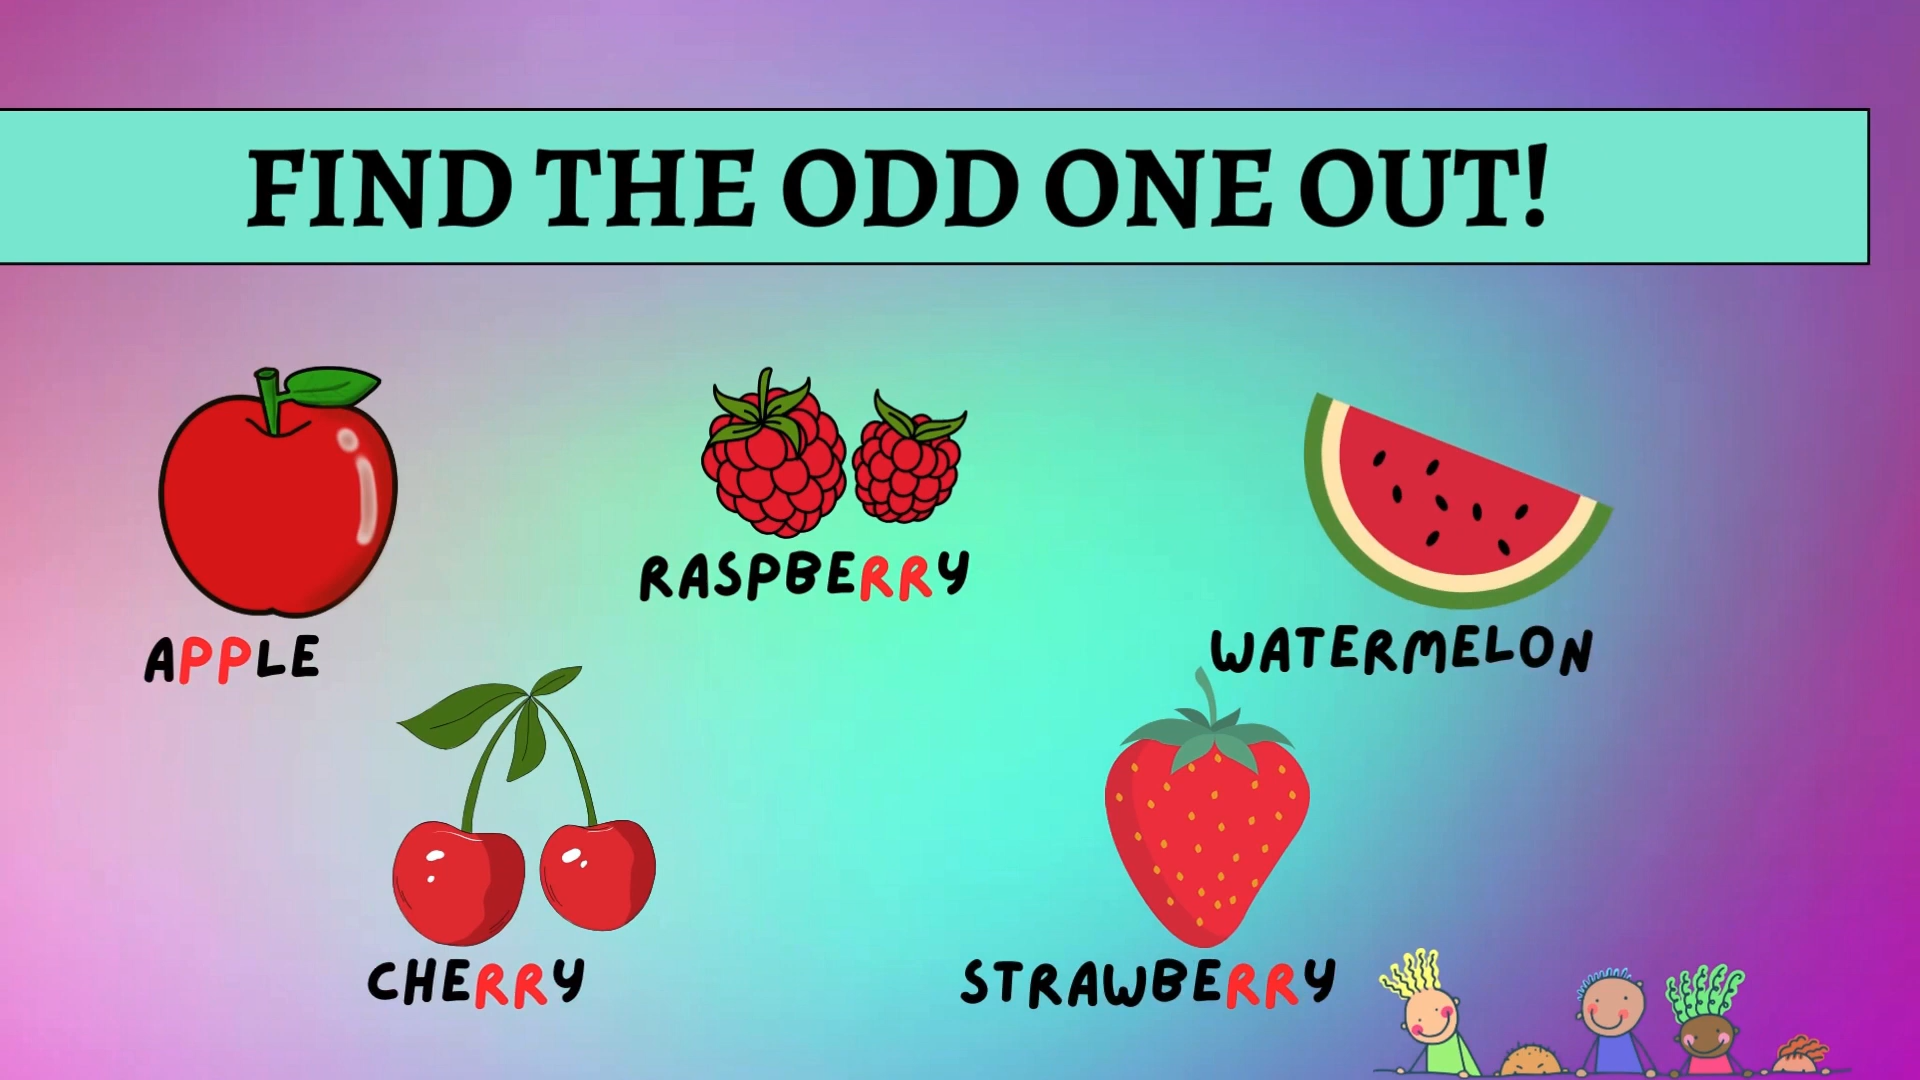 FIND THE ODD ONE OUT!
RASPBERRY
APPLE
WATERMELON
CHERRY
STRAWBERRY